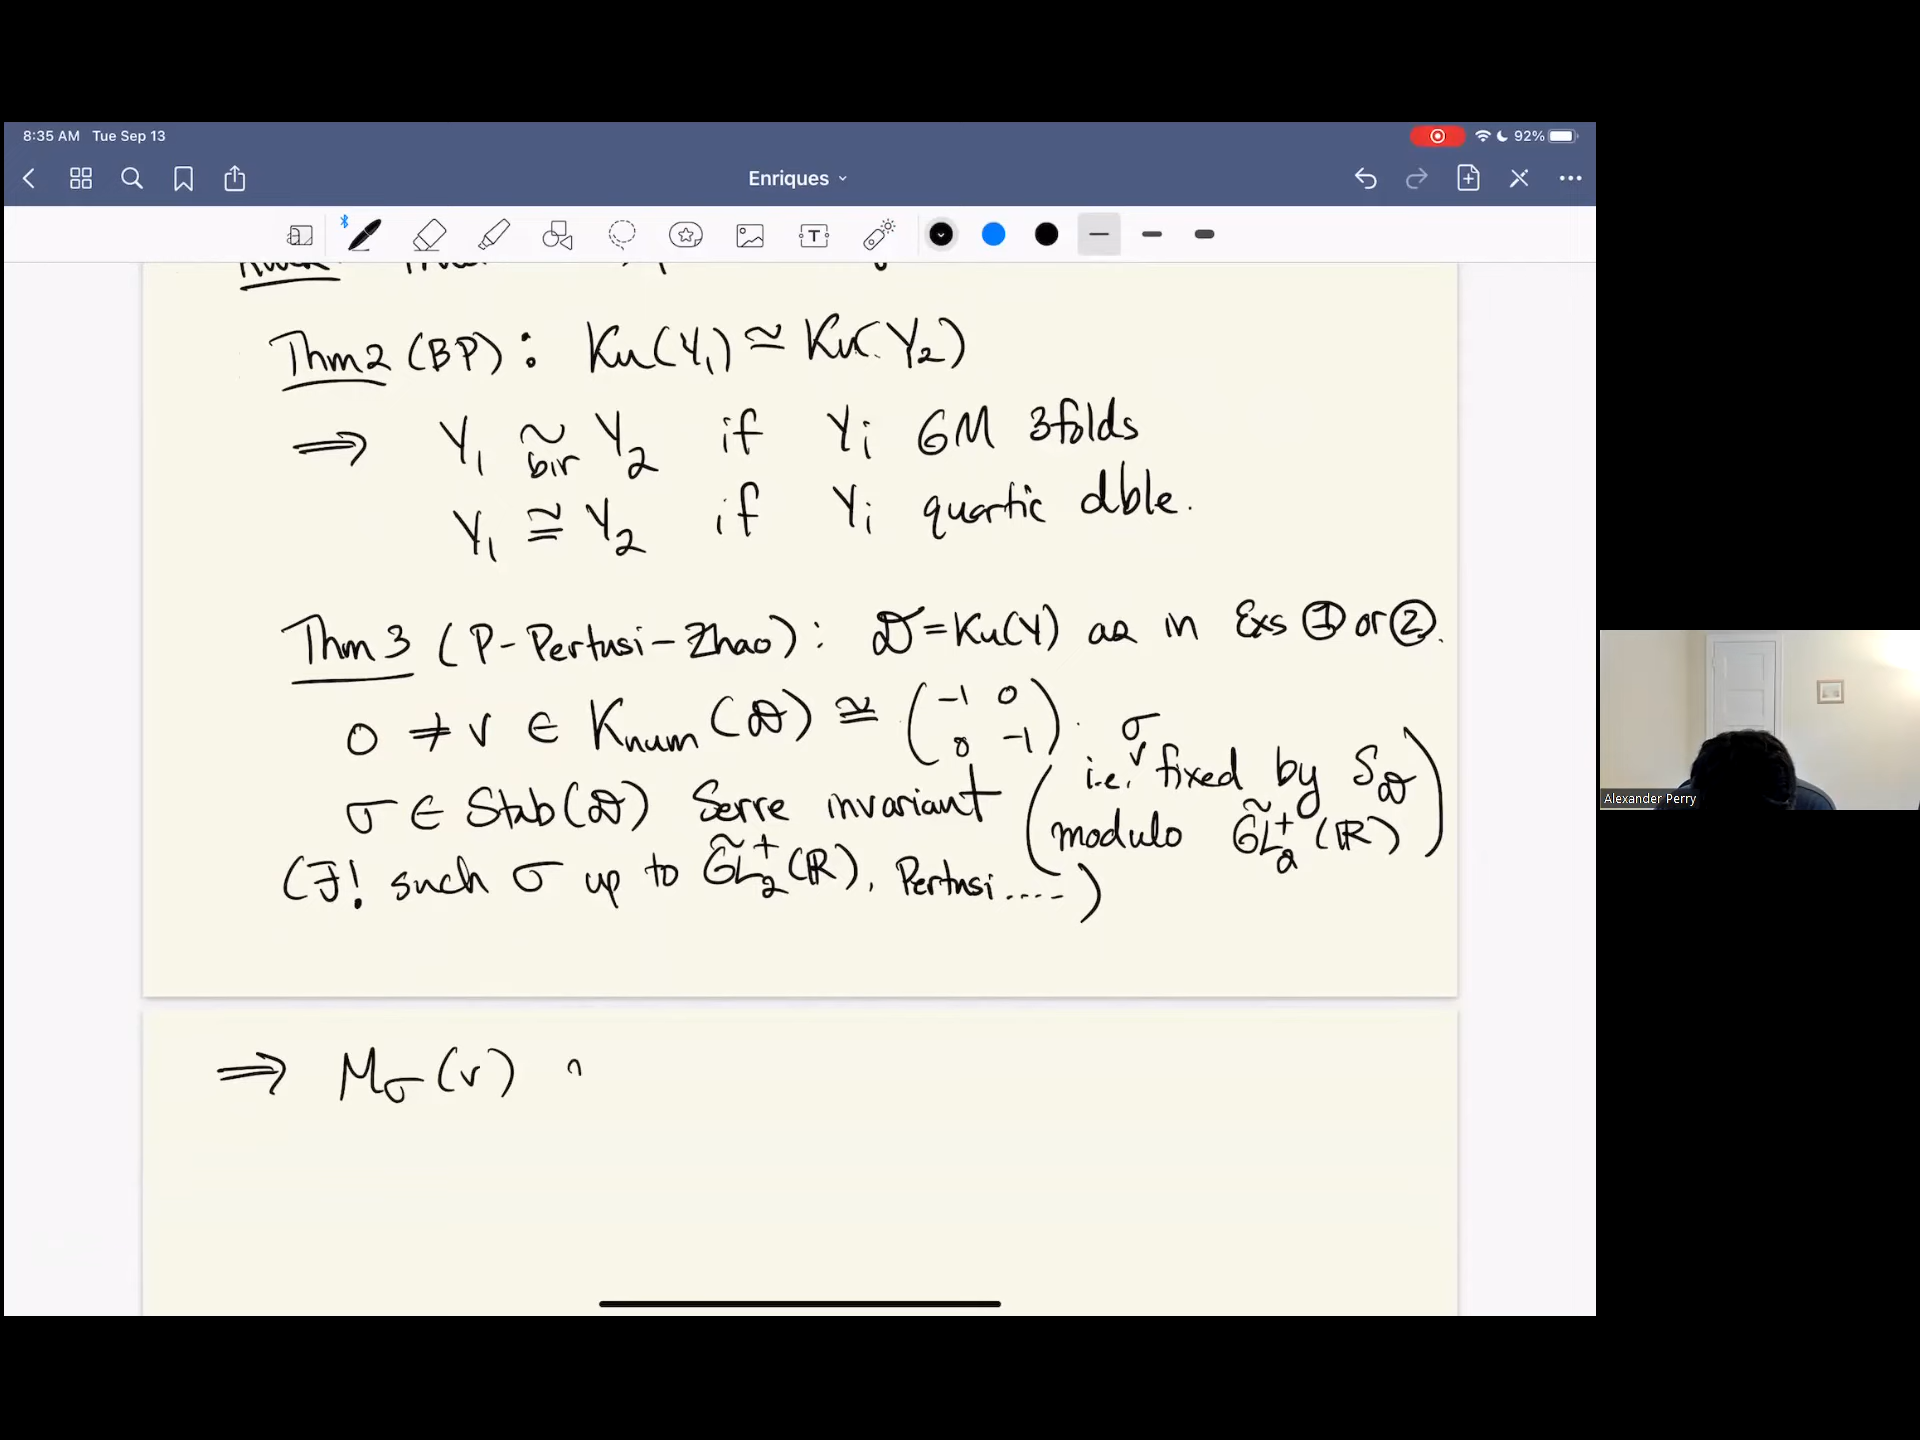 8:35 AM Tue Sep 13
92%
Enriques
Thm 2 (BP) : Ku(Y₁) ≃ Ku(Y₂)
⟹ Y₁ ~bir Y₂ if Yi GM 3folds
Y₁ ≅ Y₂ if Yi quartic dble.
Thm 3 (P-Pertusi-Zhao) : 𝒟 = Ku(Y) as in Exs ① or ②.
0 ≠ v ∈ Knum (𝒟) ≅ (-1 0 0 -1).
σ ∈ Stab(𝒟) Serre invariant (i.e. σ fixed by S𝒟 modulo G̃L₂⁺(ℝ))
(∃! such σ up to G̃L₂⁺(ℝ), Pertusi .....)
⟹ Mσ(v)
Alexander Perry